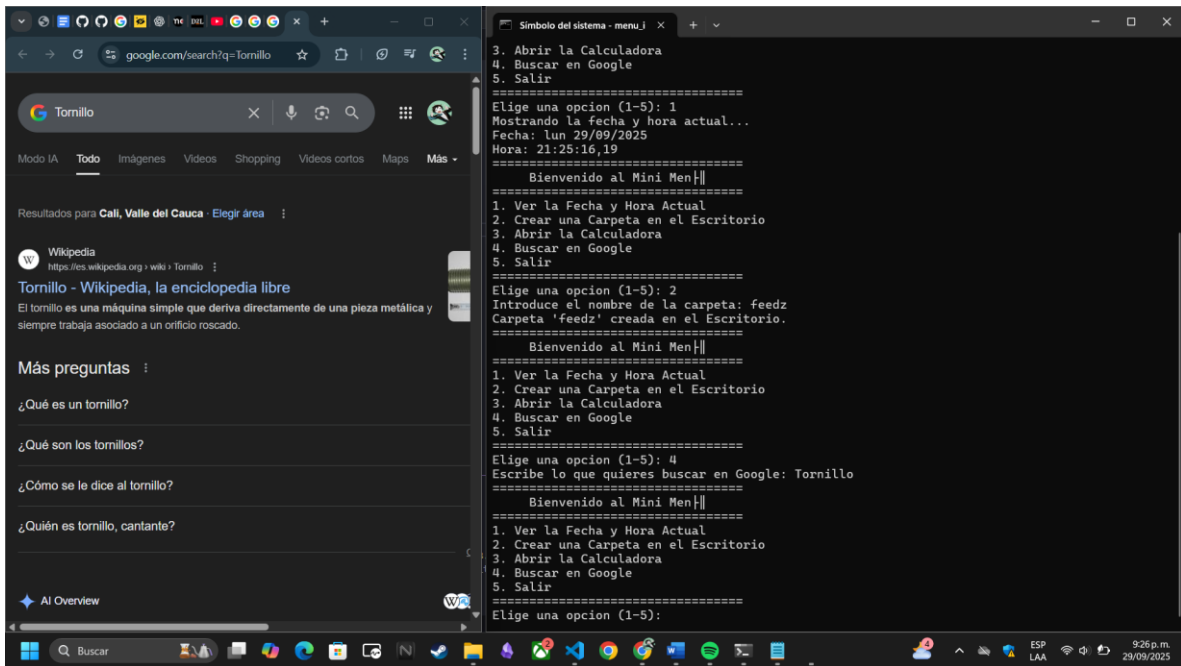 google.com/search?q=Tornillo
Tornillo
Modo IA Todo Imágenes Videos Shopping Videos cortos Maps Más
Resultados para Cali, Valle del Cauca · Elegir área
Wikipedia
https://es.wikipedia.org › wiki › Tornillo
Tornillo - Wikipedia, la enciclopedia libre
El tornillo es una máquina simple que deriva directamente de una pieza metálica y
siempre trabaja asociado a un orificio roscado.
Más preguntas
¿Qué es un tornillo?
¿Qué son los tornillos?
¿Cómo se le dice al tornillo?
¿Quién es tornillo, cantante?
AI Overview
Símbolo del sistema - menu_i
3. Abrir la Calculadora
4. Buscar en Google
5. Salir
==================================
Elige una opcion (1-5): 1
Mostrando la fecha y hora actual...
Fecha: lun 29/09/2025
Hora: 21:25:16,19
==================================
Bienvenido al Mini Men├║
==================================
1. Ver la Fecha y Hora Actual
2. Crear una Carpeta en el Escritorio
3. Abrir la Calculadora
4. Buscar en Google
5. Salir
==================================
Elige una opcion (1-5): 2
Introduce el nombre de la carpeta: feedz
Carpeta 'feedz' creada en el Escritorio.
==================================
Bienvenido al Mini Men├║
==================================
1. Ver la Fecha y Hora Actual
2. Crear una Carpeta en el Escritorio
3. Abrir la Calculadora
4. Buscar en Google
5. Salir
==================================
Elige una opcion (1-5): 4
Escribe lo que quieres buscar en Google: Tornillo
==================================
Bienvenido al Mini Men├║
==================================
1. Ver la Fecha y Hora Actual
2. Crear una Carpeta en el Escritorio
3. Abrir la Calculadora
4. Buscar en Google
5. Salir
==================================
Elige una opcion (1-5):
Buscar
ESP
LAA
9:26 p.m.
29/09/2025